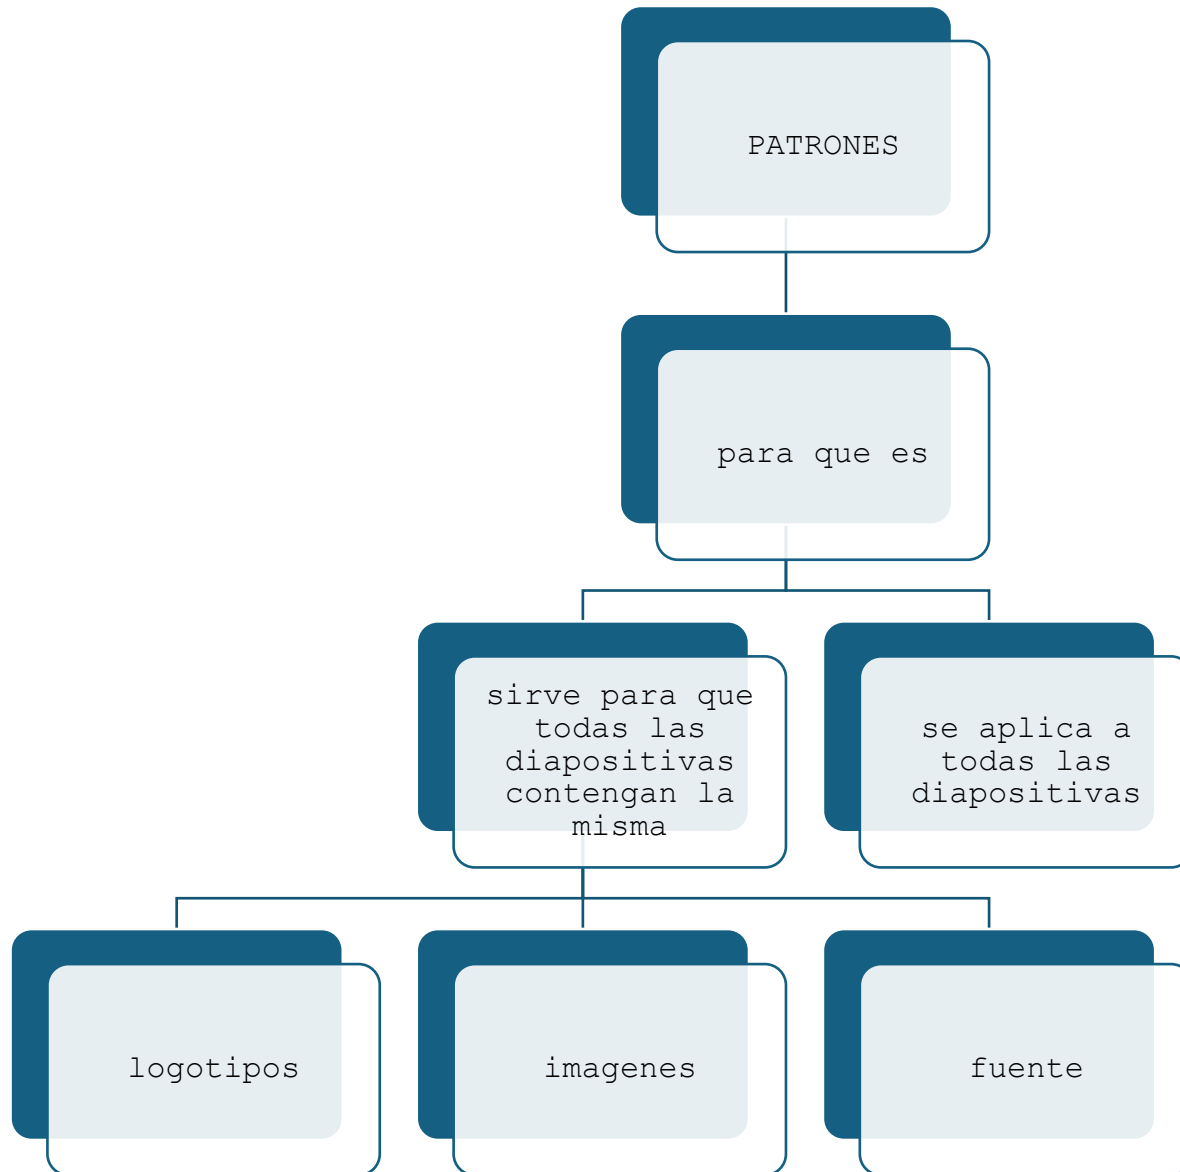 PATRONES
para que es
sirve para que
todas las
diapositivas
contengan la
misma
se aplica a
todas las
diapositivas
logotipos
imagenes
fuente